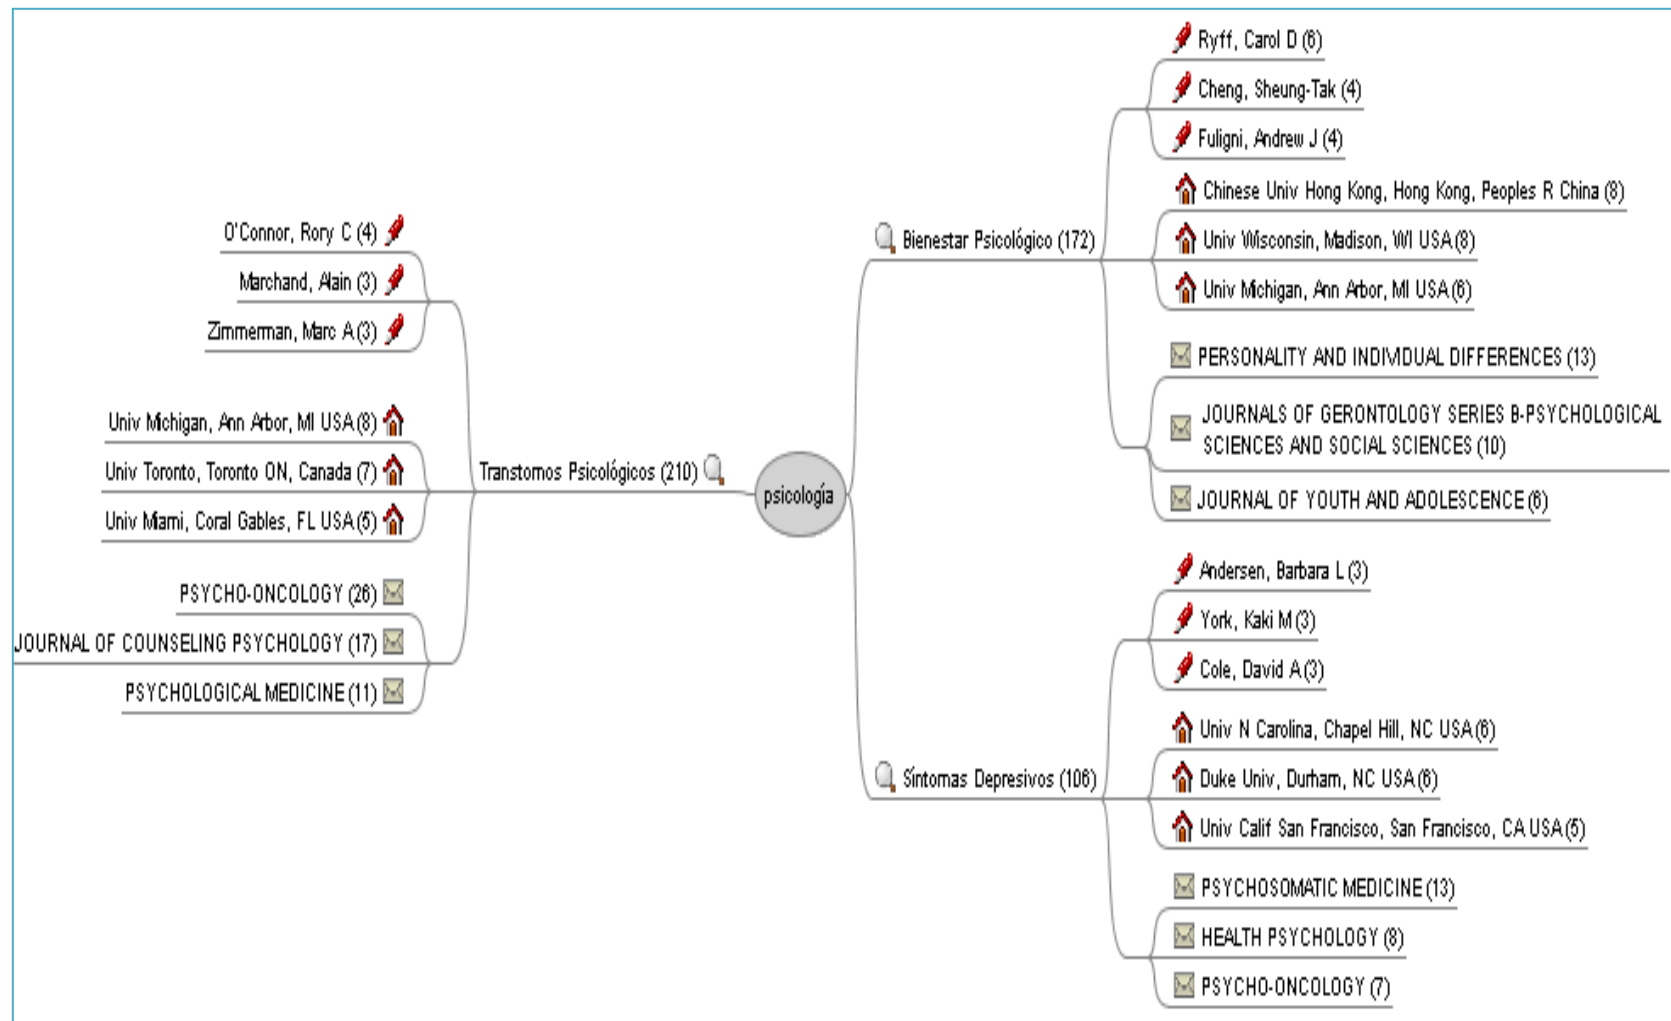 psicología
Transtornos Psicológicos (210)
O'Connor, Rory C (4)
Marchand, Alain (3)
Zimmerman, Marc A (3)
Univ Michigan, Ann Arbor, MI USA (8)
Univ Toronto, Toronto ON, Canada (7)
Univ Miami, Coral Gables, FL USA (5)
PSYCHO-ONCOLOGY (26)
JOURNAL OF COUNSELING PSYCHOLOGY (17)
PSYCHOLOGICAL MEDICINE (11)
Bienestar Psicológico (172)
Ryff, Carol D (6)
Cheng, Sheung-Tak (4)
Fuligni, Andrew J (4)
Chinese Univ Hong Kong, Hong Kong, Peoples R China (8)
Univ Wisconsin, Madison, WI USA (8)
Univ Michigan, Ann Arbor, MI USA (6)
PERSONALITY AND INDIVIDUAL DIFFERENCES (13)
JOURNALS OF GERONTOLOGY SERIES B-PSYCHOLOGICAL
SCIENCES AND SOCIAL SCIENCES (10)
JOURNAL OF YOUTH AND ADOLESCENCE (6)
Síntomas Depresivos (106)
Andersen, Barbara L (3)
York, Kaki M (3)
Cole, David A (3)
Univ N Carolina, Chapel Hill, NC USA (6)
Duke Univ, Durham, NC USA (6)
Univ Calif San Francisco, San Francisco, CA USA (5)
PSYCHOSOMATIC MEDICINE (13)
HEALTH PSYCHOLOGY (8)
PSYCHO-ONCOLOGY (7)